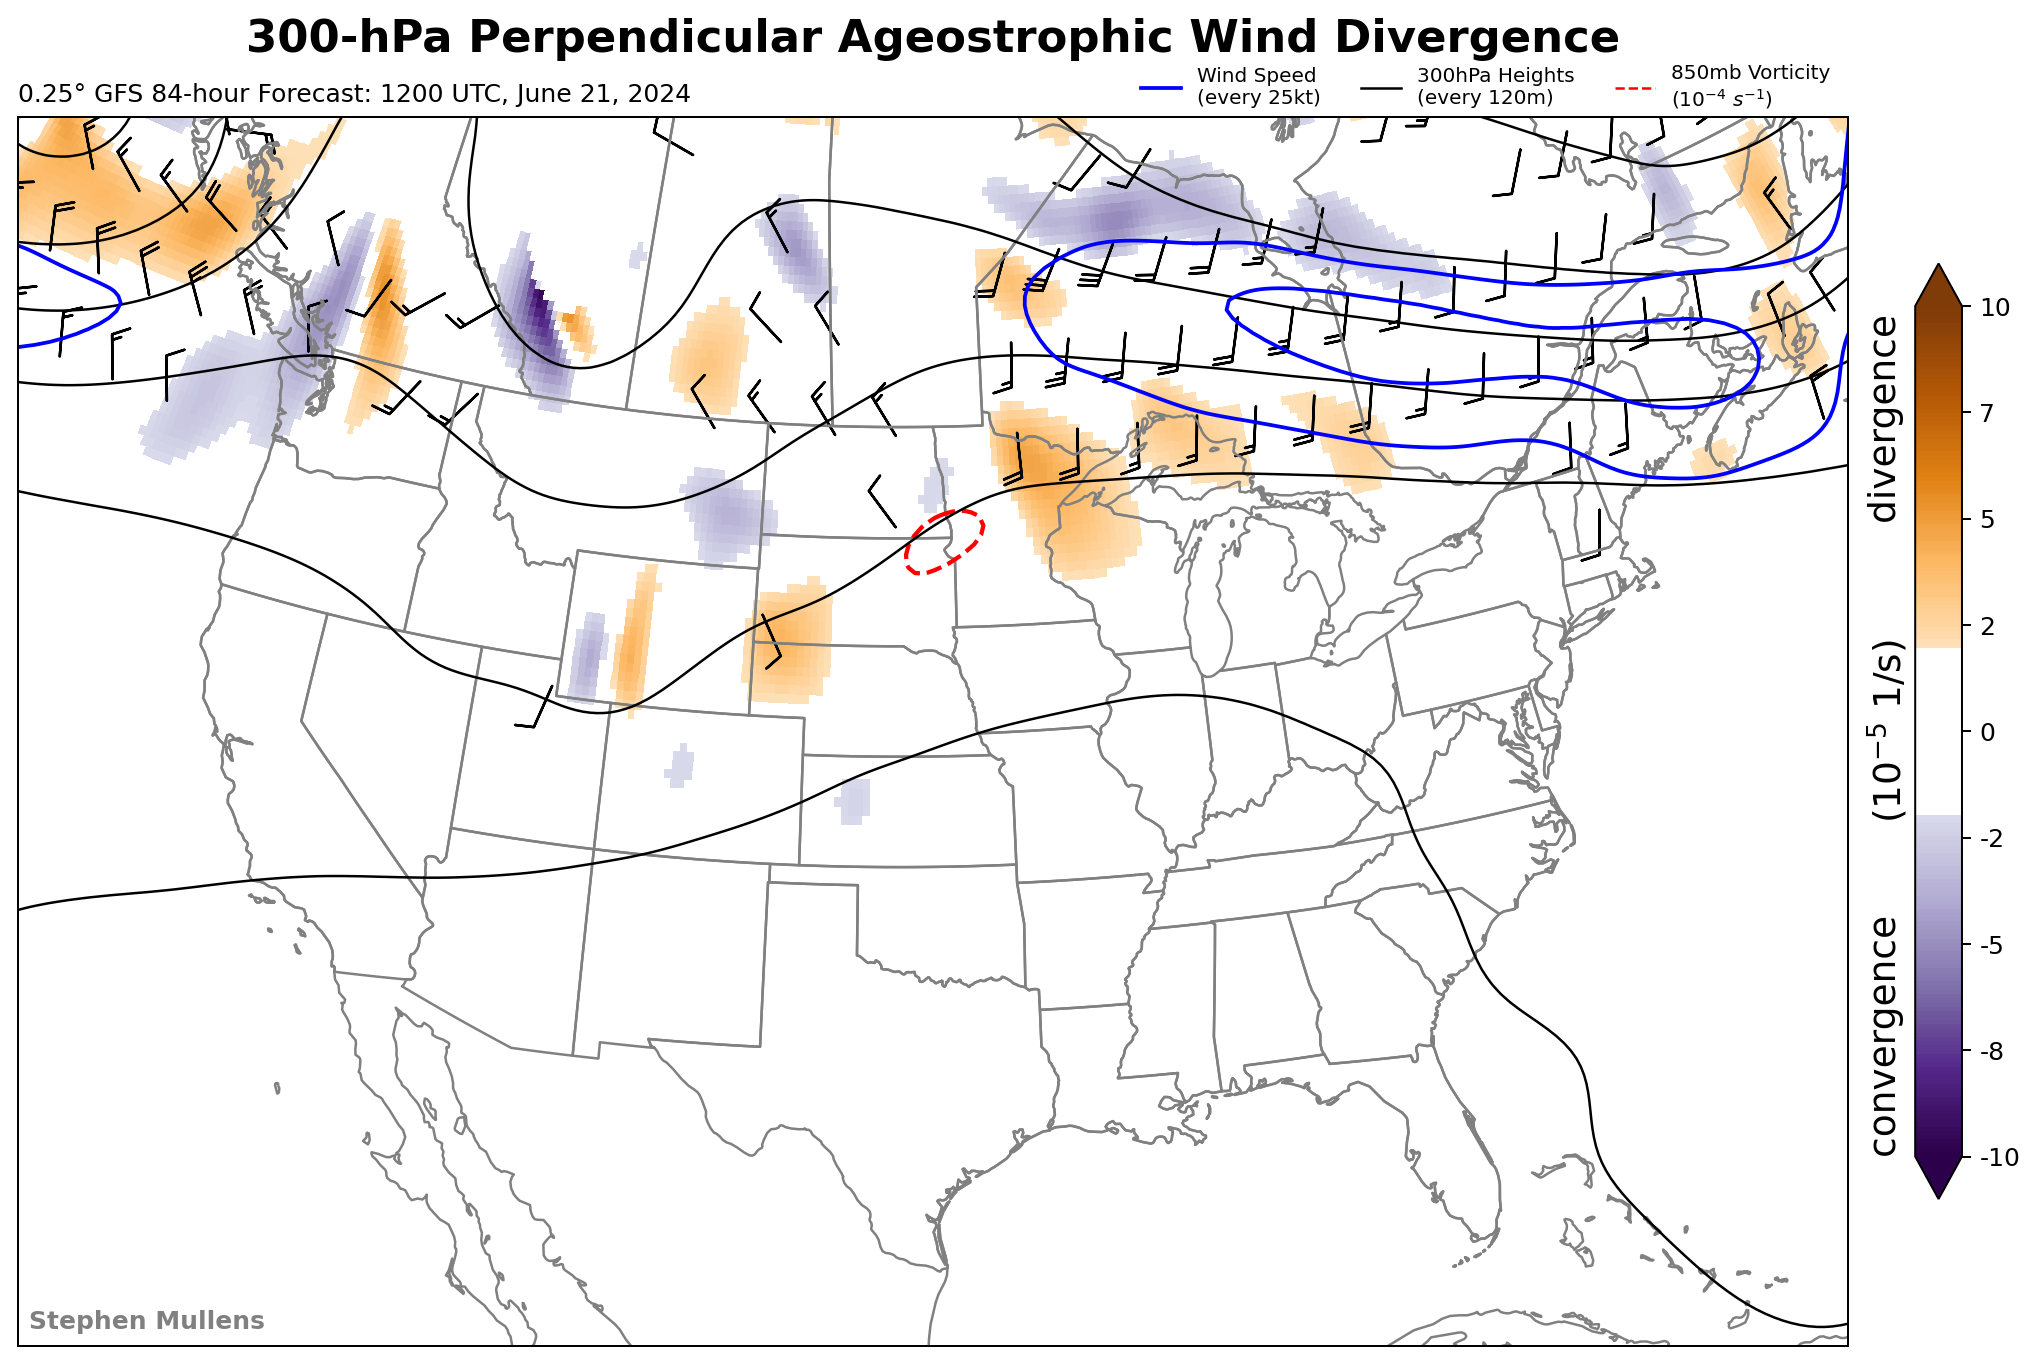 300-hPa Perpendicular Ageostrophic Wind Divergence
0.25° GFS 84-hour Forecast: 1200 UTC, June 21, 2024
Wind Speed
(every 25kt)
300hPa Heights
(every 120m)
850mb Vorticity
(10⁻⁴ s⁻¹)
10
7
5
2
0
-2
-5
-8
-10
convergence (10⁻⁵ 1/s) divergence
Stephen Mullens